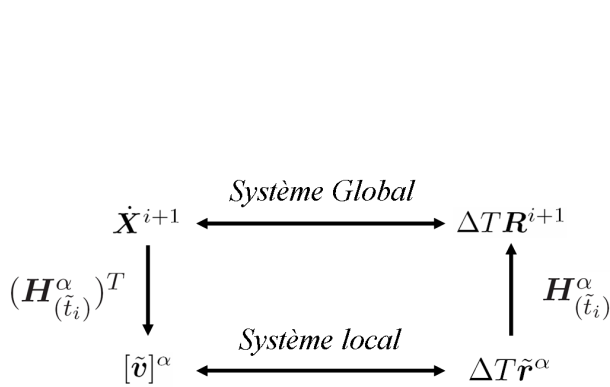 Système Global
Ẋ^{i+1} ΔT R^{i+1}
(H^α_{(t̃_i)})^T H^α_{(t̃_i)}
Système local
[ṽ]^α ΔT r̃^α